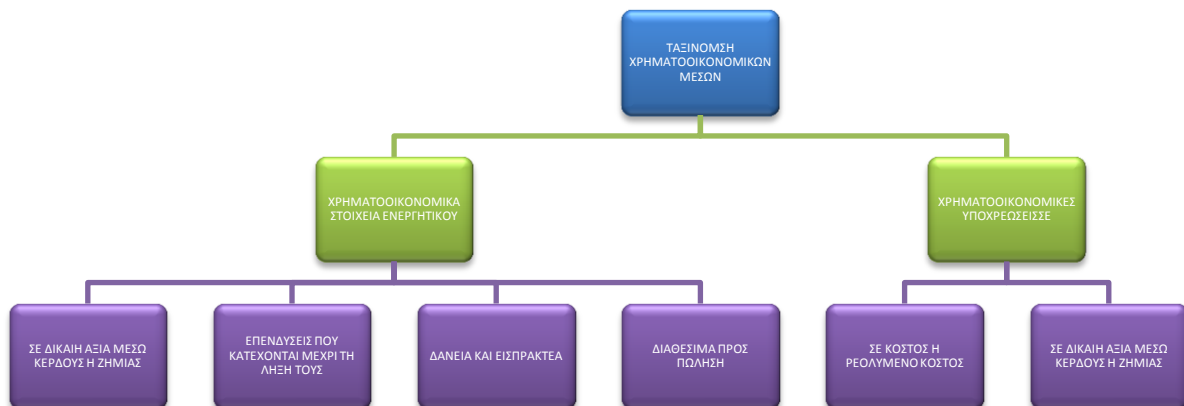 ΤΑΞΙΝΟΜΣΗ
ΧΡΗΜΑΤΟΟΙΚΟΝΟΜΙΚΩΝ
ΜΕΣΩΝ
ΧΡΗΜΑΤΟΟΙΚΟΝΟΜΙΚΑ
ΣΤΟΙΧΕΙΑ ΕΝΕΡΓΗΤΙΚΟΥ
ΧΡΗΜΑΤΟΟΙΚΟΝΟΜΙΚΕΣ
ΥΠΟΧΡΕΩΣΕΙΣΣΕ
ΣΕ ΔΙΚΑΙΗ ΑΞΙΑ ΜΕΣΩ
ΚΕΡΔΟΥΣ Η ΖΗΜΙΑΣ
ΕΠΕΝΔΥΣΕΙΣ ΠΟΥ
ΚΑΤΕΧΟΝΤΑΙ ΜΕΧΡΙ ΤΗ
ΛΗΞΗ ΤΟΥΣ
ΔΑΝΕΙΑ ΚΑΙ ΕΙΣΠΡΑΚΤΕΑ
ΔΙΑΘΕΣΙΜΑ ΠΡΟΣ
ΠΩΛΗΣΗ
ΣΕ ΚΟΣΤΟΣ Η
ΡΕΟΛΥΜΕΝΟ ΚΟΣΤΟΣ
ΣΕ ΔΙΚΑΙΗ ΑΞΙΑ ΜΕΣΩ
ΚΕΡΔΟΥΣ Η ΖΗΜΙΑΣ